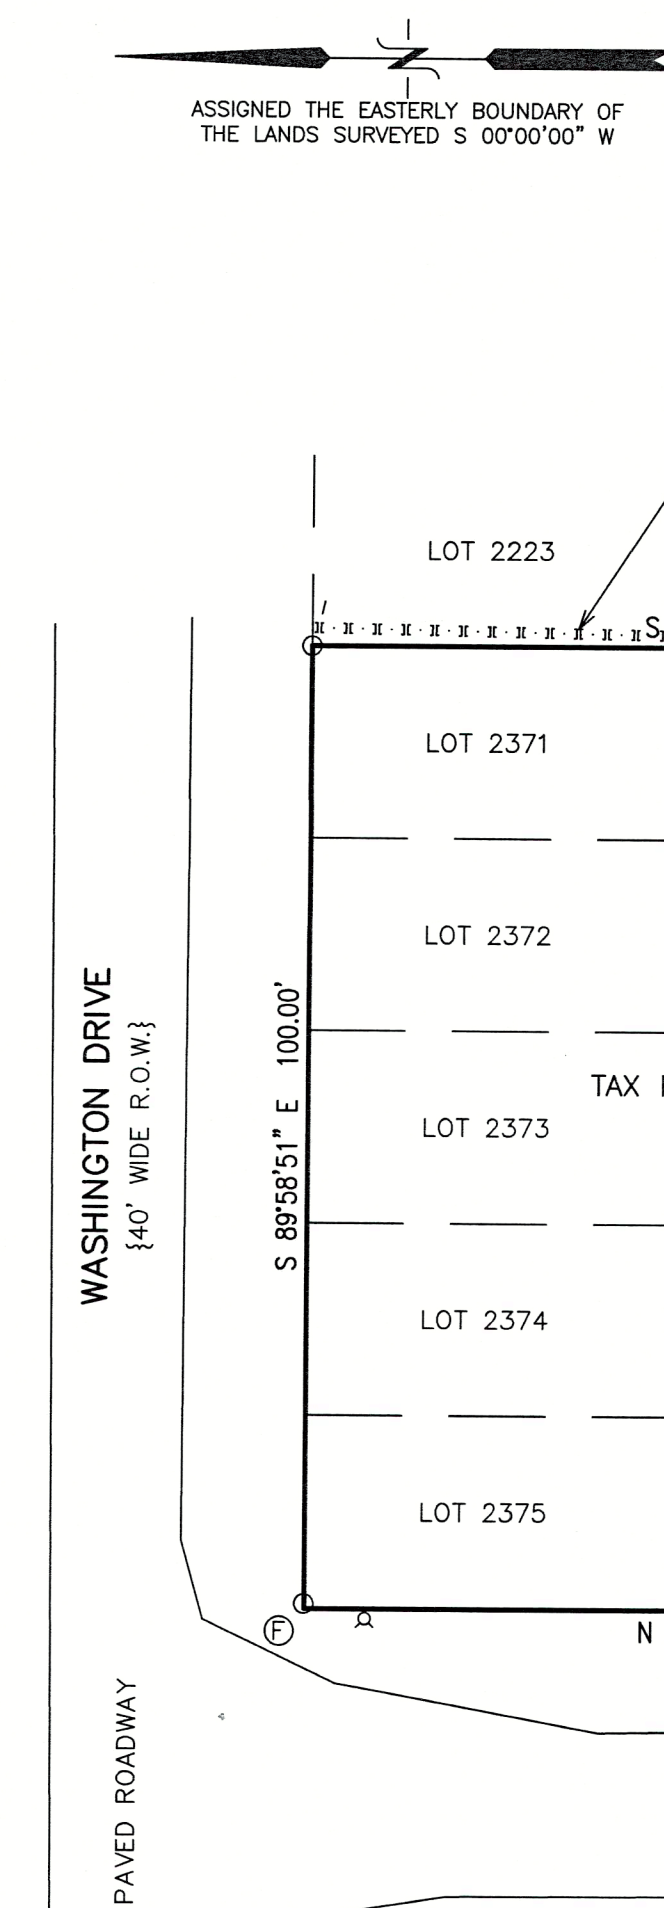 ASSIGNED THE EASTERLY BOUNDARY OF
THE LANDS SURVEYED S 00°00'00" W
LOT 2223
S
LOT 2371
LOT 2372
TAX
LOT 2373
LOT 2374
LOT 2375
S 89°58'51" E 100.00'
WASHINGTON DRIVE
{40' WIDE R.O.W.}
F
N
PAVED ROADWAY